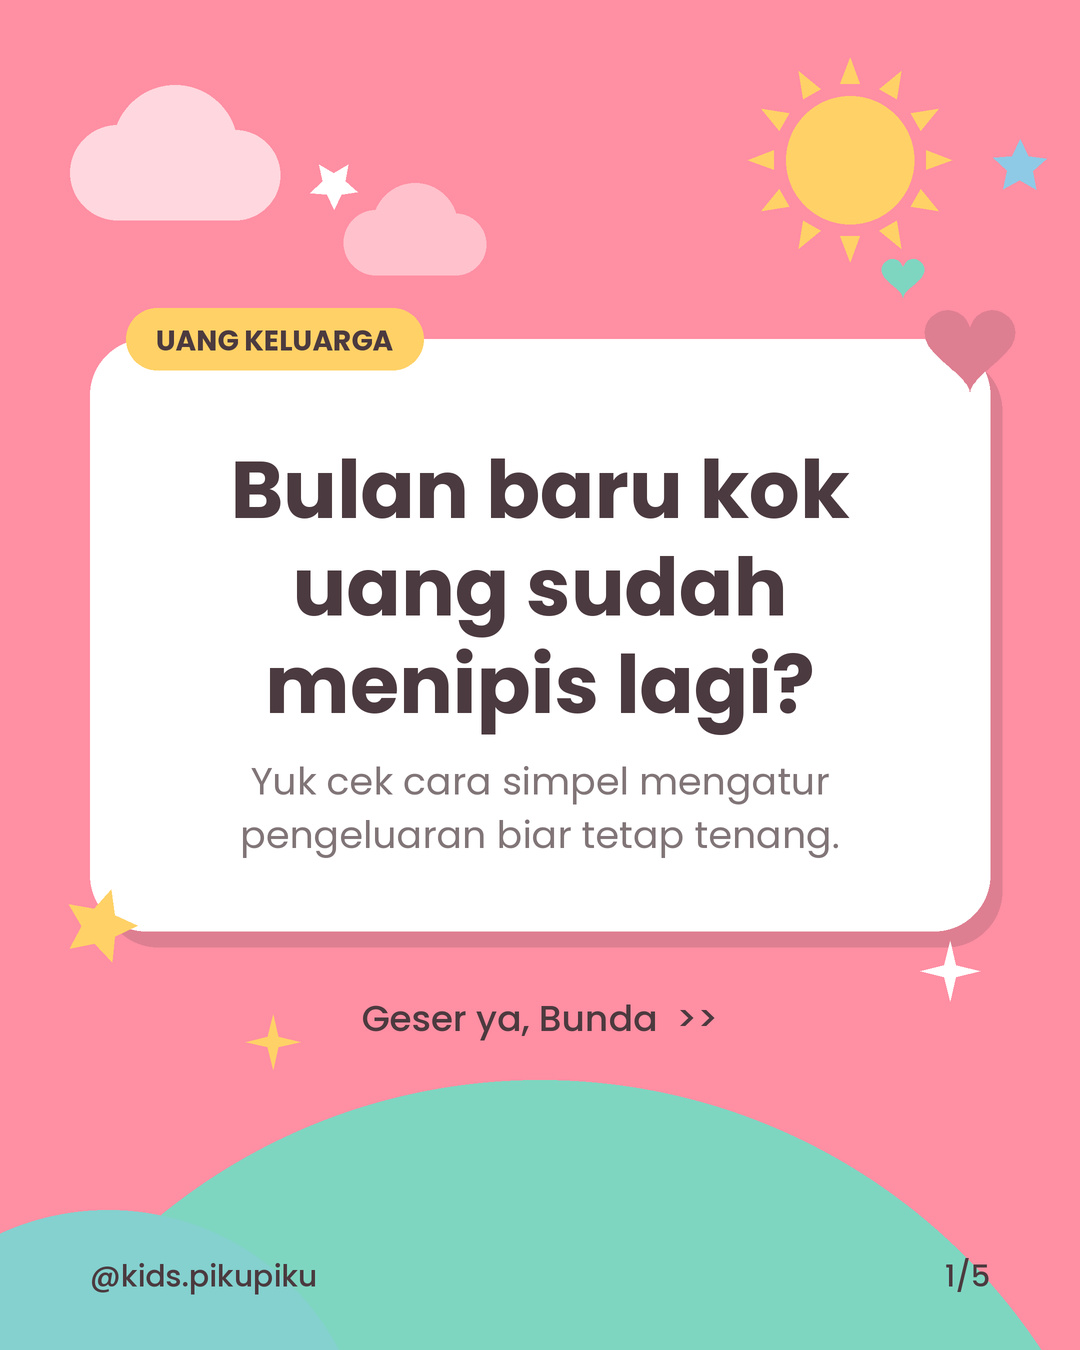 UANG KELUARGA
Bulan baru kok
uang sudah
menipis lagi?
Yuk cek cara simpel mengatur
pengeluaran biar tetap tenang.
Geser ya, Bunda >>
@kids.pikupiku
1/5